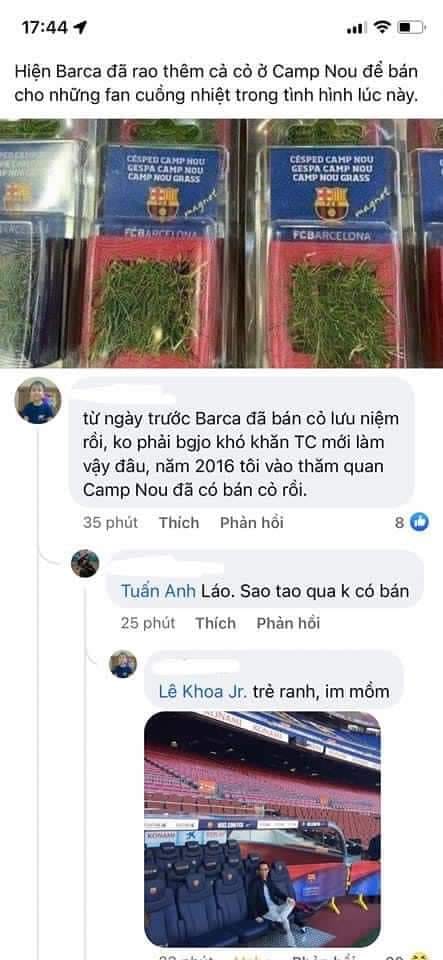 17:44
Hiện Barca đã rao thêm cả cỏ ở Camp Nou để bán
cho những fan cuồng nhiệt trong tình hình lúc này.
CÉSPED CAMP NOU
GESPA CAMP NOU
CAMP NOU GRASS
magnet
FCBARCELONA
CÉSPED CAMP NOU
GESPA CAMP NOU
CAMP NOU GRASS
magnet
FCBARCELONA
từ ngày trước Barca đã bán cỏ lưu niệm
rồi, ko phải bgjo khó khăn TC mới làm
vậy đâu, năm 2016 tôi vào thăm quan
Camp Nou đã có bán cỏ rồi.
35 phút Thích Phản hồi 8
Tuấn Anh Láo. Sao tao qua k có bán
25 phút Thích Phản hồi
Lê Khoa Jr. trẻ ranh, im mồm
KONAMI
KONAMI
KONAMI